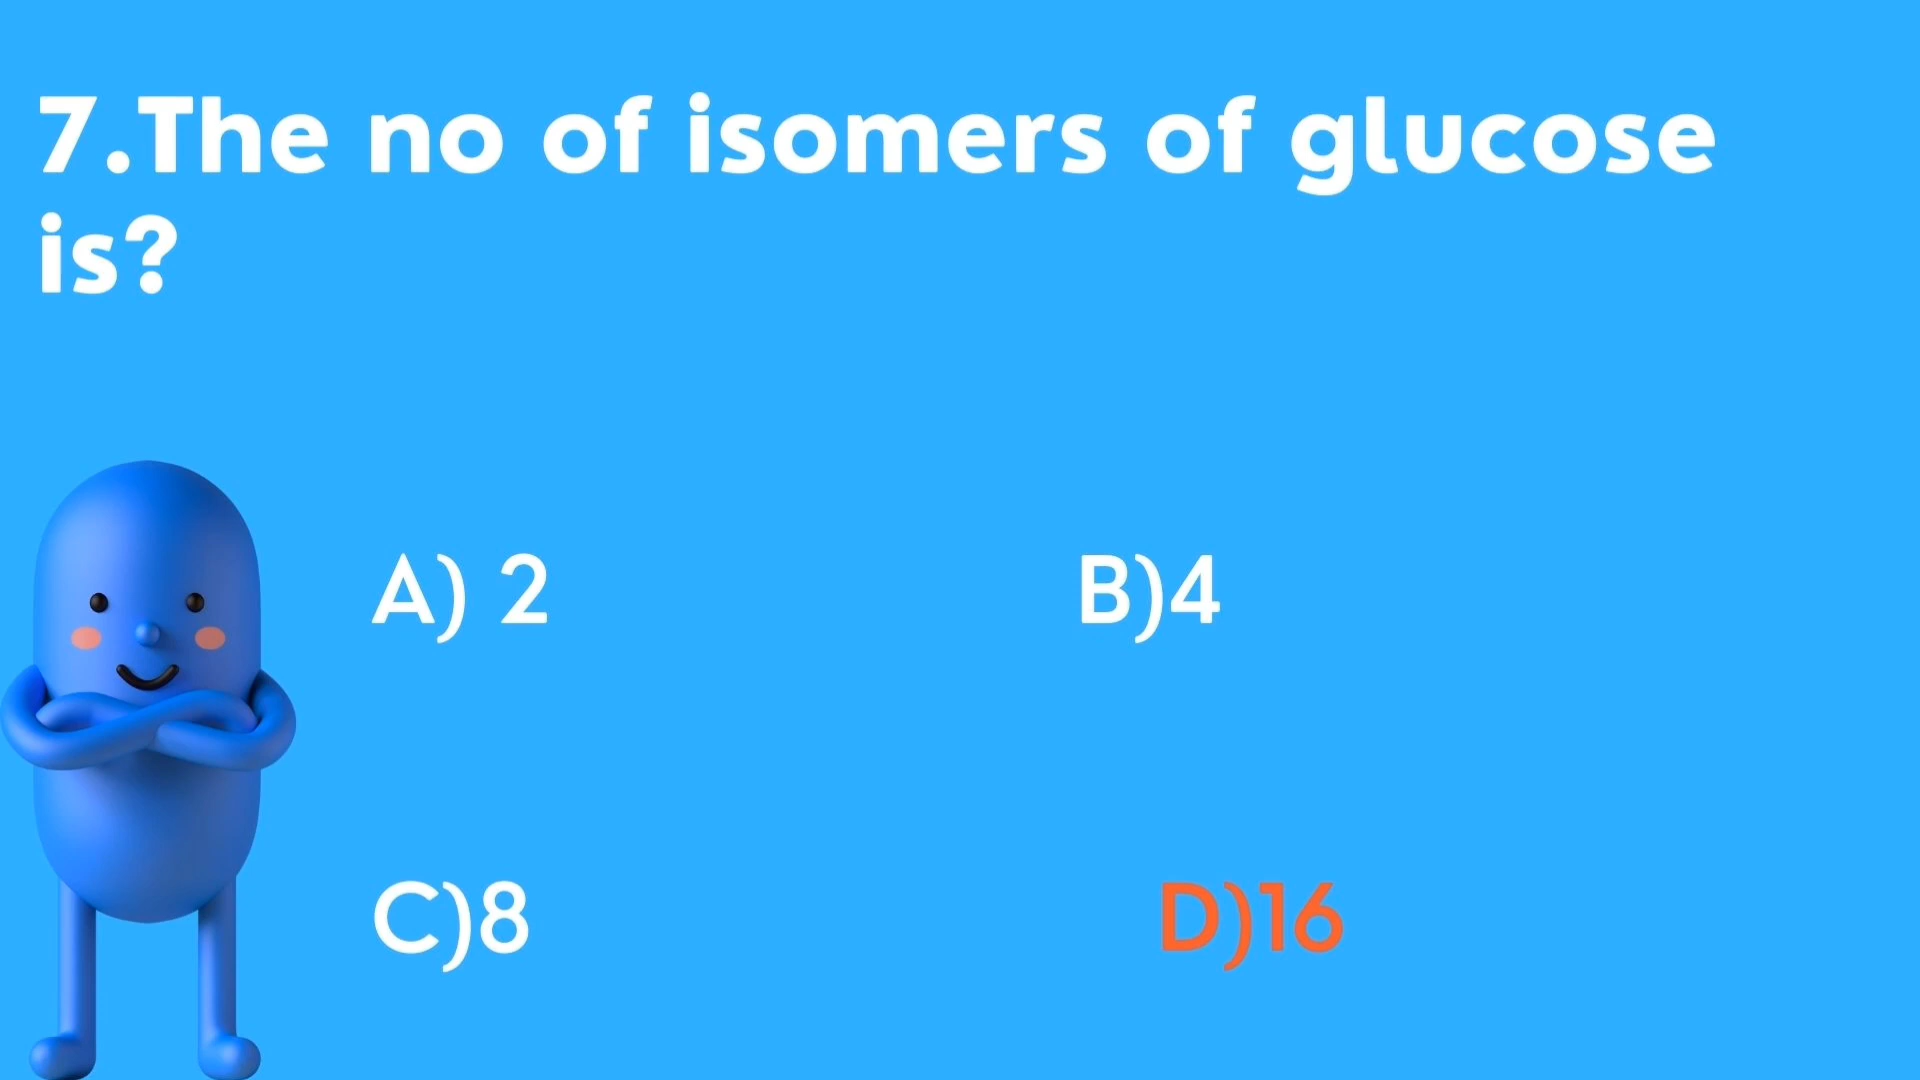 7.The no of isomers of glucose
is?
A) 2
B)4
C)8
D)16